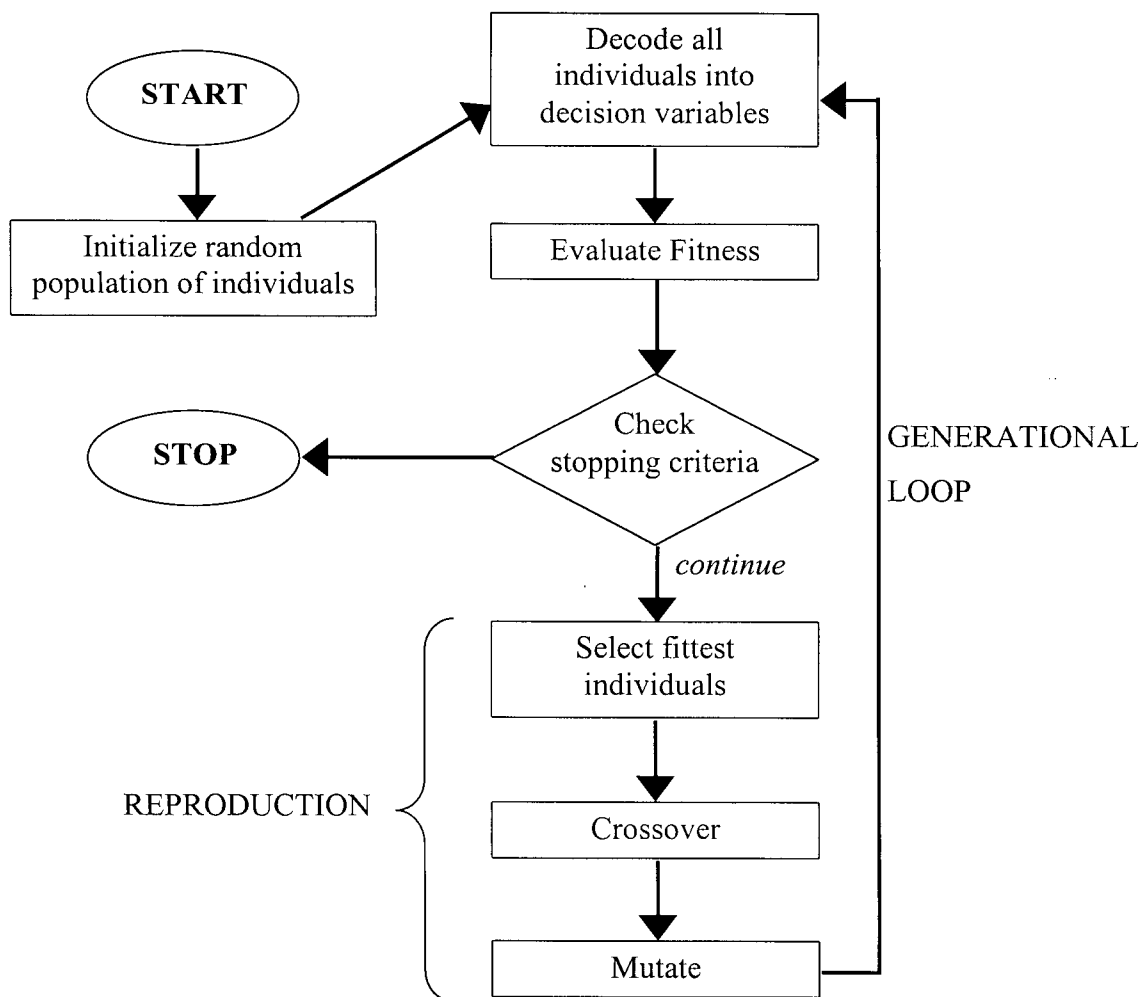 START
Initialize random
population of individuals
Decode all
individuals into
decision variables
Evaluate Fitness
Check
stopping criteria
STOP
continue
GENERATIONAL
LOOP
Select fittest
individuals
REPRODUCTION
Crossover
Mutate